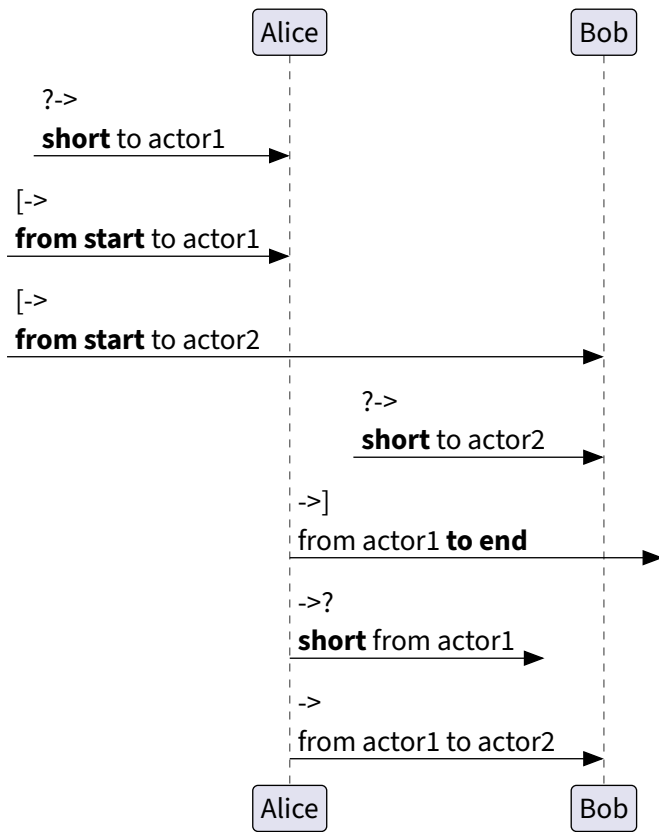 Alice Bob
?->
short to actor1
[->
from start to actor1
[->
from start to actor2
?->
short to actor2
->]
from actor1 to end
->?
short from actor1
->
from actor1 to actor2
Alice Bob